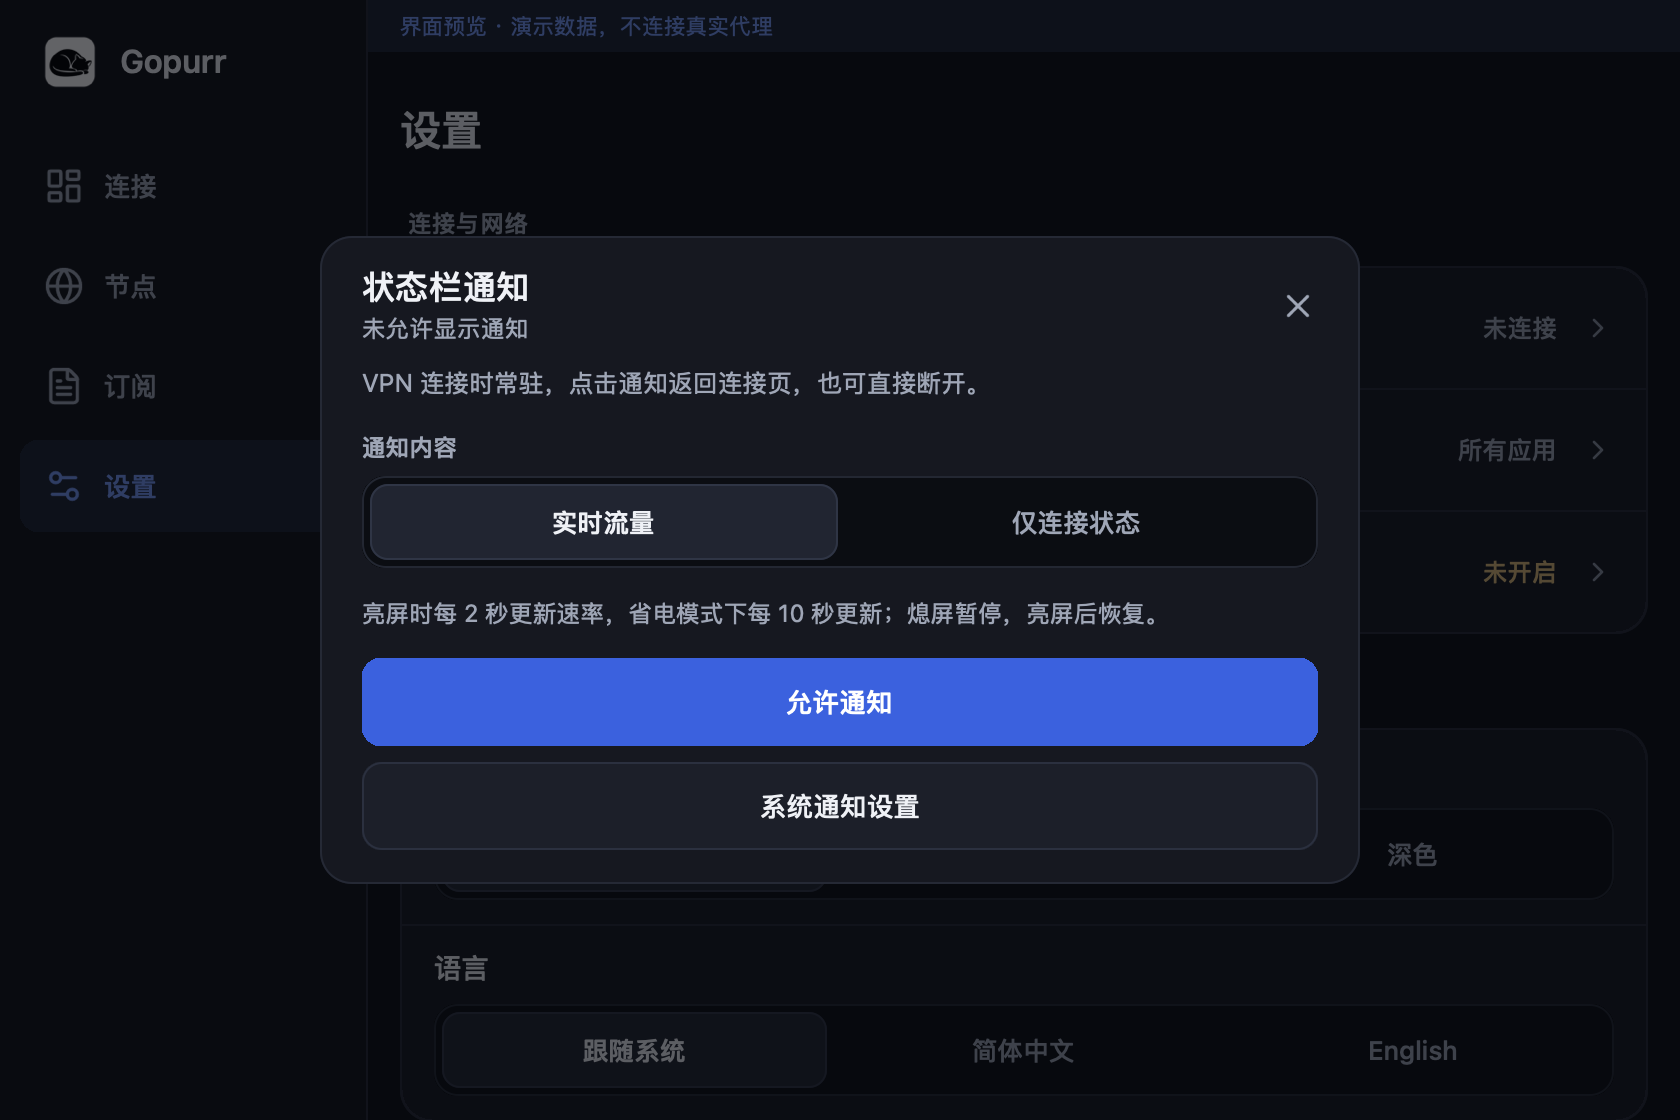 界面预览 · 演示数据，不连接真实代理
Gopurr
连接
节点
订阅
设置
设置
连接与网络
未连接
所有应用
未开启
状态栏通知
未允许显示通知
VPN 连接时常驻，点击通知返回连接页，也可直接断开。
通知内容
实时流量
仅连接状态
亮屏时每 2 秒更新速率，省电模式下每 10 秒更新；熄屏暂停，亮屏后恢复。
允许通知
系统通知设置
深色
语言
跟随系统
简体中文
English